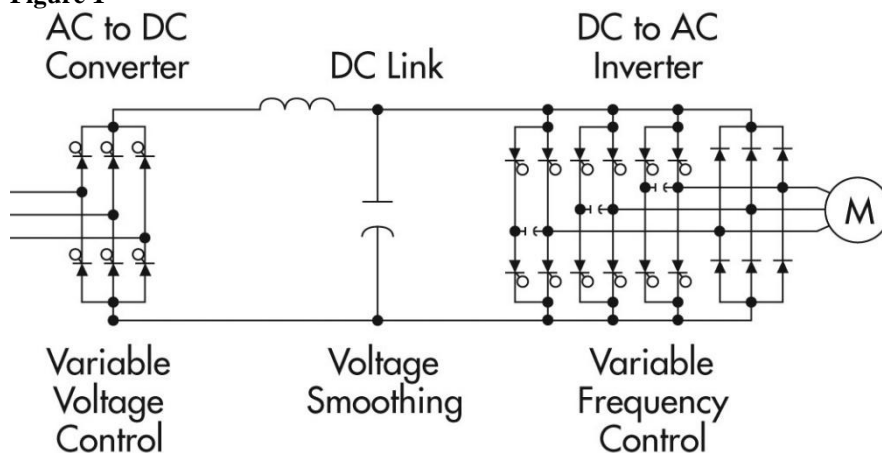 Figure 1
AC to DC
Converter
DC Link
DC to AC
Inverter
M
Variable
Voltage
Control
Voltage
Smoothing
Variable
Frequency
Control